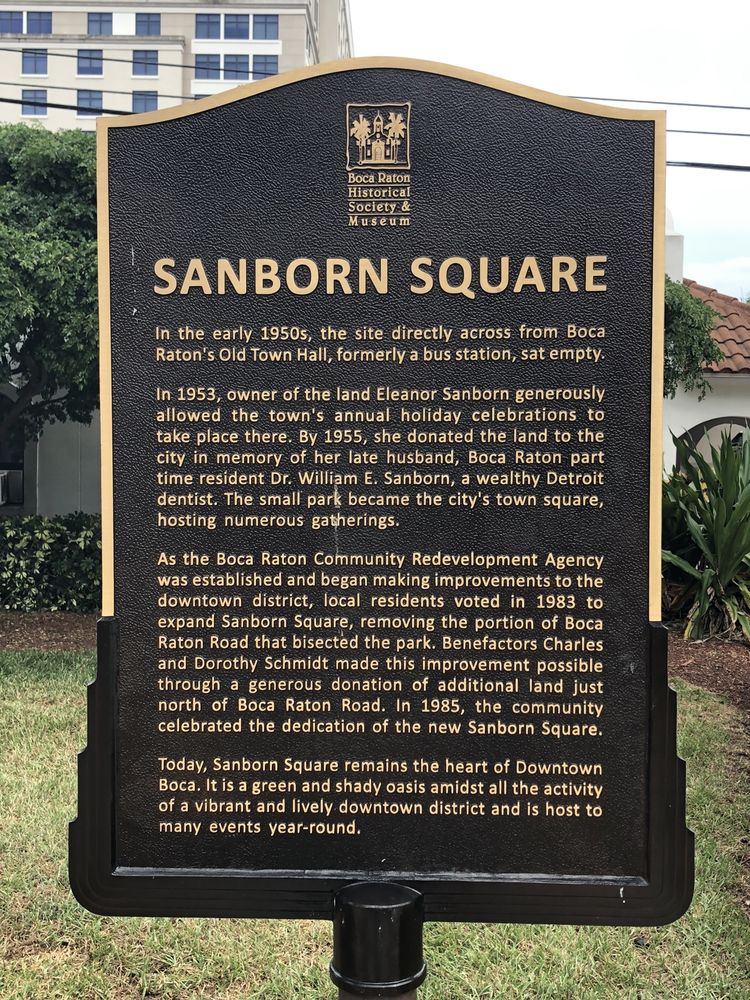 Boca Raton
Historical
Society &
Museum
SANBORN SQUARE
In the early 1950s, the site directly across from Boca
Raton's Old Town Hall, formerly a bus station, sat empty.
In 1953, owner of the land Eleanor Sanborn generously
allowed the town's annual holiday celebrations to
take place there. By 1955, she donated the land to the
city in memory of her late husband, Boca Raton part
time resident Dr. William E. Sanborn, a wealthy Detroit
dentist. The small park became the city's town square,
hosting numerous gatherings.
As the Boca Raton Community Redevelopment Agency
was established and began making improvements to the
downtown district, local residents voted in 1983 to
expand Sanborn Square, removing the portion of Boca
Raton Road that bisected the park. Benefactors Charles
and Dorothy Schmidt made this improvement possible
through a generous donation of additional land just
north of Boca Raton Road. In 1985, the community
celebrated the dedication of the new Sanborn Square.
Today, Sanborn Square remains the heart of Downtown
Boca. It is a green and shady oasis amidst all the activity
of a vibrant and lively downtown district and is host to
many events year-round.